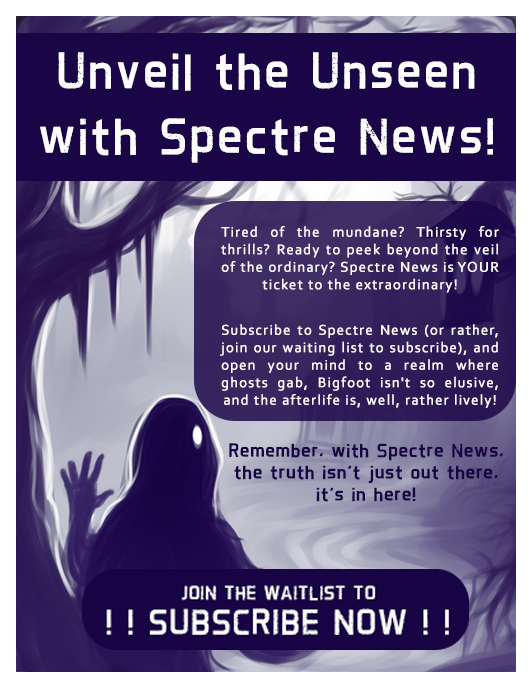 Unveil the Unseen
with Spectre News!
Tired of the mundane? Thirsty for
thrills? Ready to peek beyond the veil
of the ordinary? Spectre News is YOUR
ticket to the extraordinary!
Subscribe to Spectre News (or rather,
join our waiting list to subscribe), and
open your mind to a realm where
ghosts gab, Bigfoot isn't so elusive,
and the afterlife is, well, rather lively!
Remember, with Spectre News,
the truth isn't just out there,
it's in here!
JOIN THE WAITLIST TO
!! SUBSCRIBE NOW !!